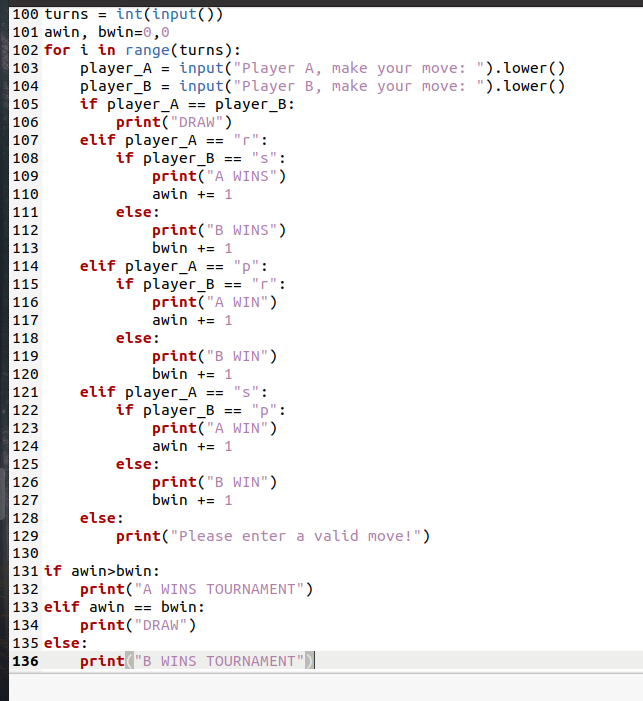 100 turns = int(input())
101 awin, bwin=0,0
102 for i in range(turns):
103     player_A = input("Player A, make your move: ").lower()
104     player_B = input("Player B, make your move: ").lower()
105     if player_A == player_B:
106         print("DRAW")
107     elif player_A == "r":
108         if player_B == "s":
109             print("A WINS")
110             awin += 1
111         else:
112             print("B WINS")
113             bwin += 1
114     elif player_A == "p":
115         if player_B == "r":
116             print("A WIN")
117             awin += 1
118         else:
119             print("B WIN")
120             bwin += 1
121     elif player_A == "s":
122         if player_B == "p":
123             print("A WIN")
124             awin += 1
125         else:
126             print("B WIN")
127             bwin += 1
128     else:
129         print("Please enter a valid move!")
130
131 if awin>bwin:
132     print("A WINS TOURNAMENT")
133 elif awin == bwin:
134     print("DRAW")
135 else:
136     print("B WINS TOURNAMENT")